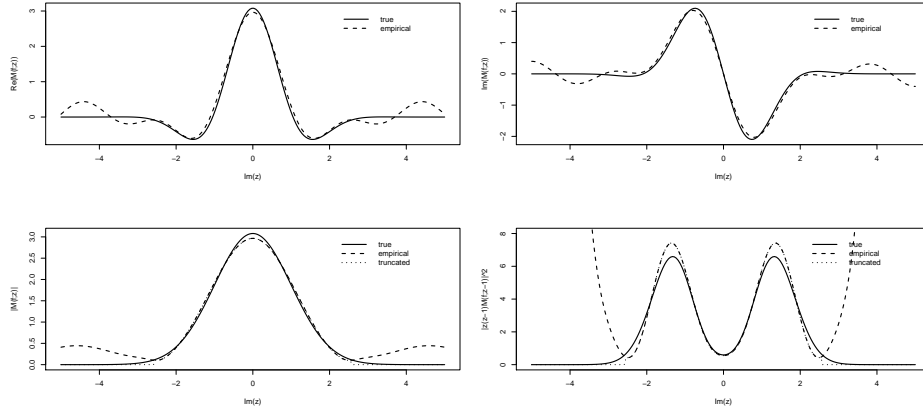 Re(M(f;z))
3
2
1
0
true
empirical
−4 −2 0 2 4
Im(z)
Im(M(f;z))
2
1
0
−1
−2
true
empirical
−4 −2 0 2 4
Im(z)
|M(f;z)|
3.0
2.5
2.0
1.5
1.0
0.5
0.0
true
empirical
truncated
−4 −2 0 2 4
Im(z)
|z(z−1)M(f;z−1)|^2
8
6
4
2
0
true
empirical
truncated
−4 −2 0 2 4
Im(z)